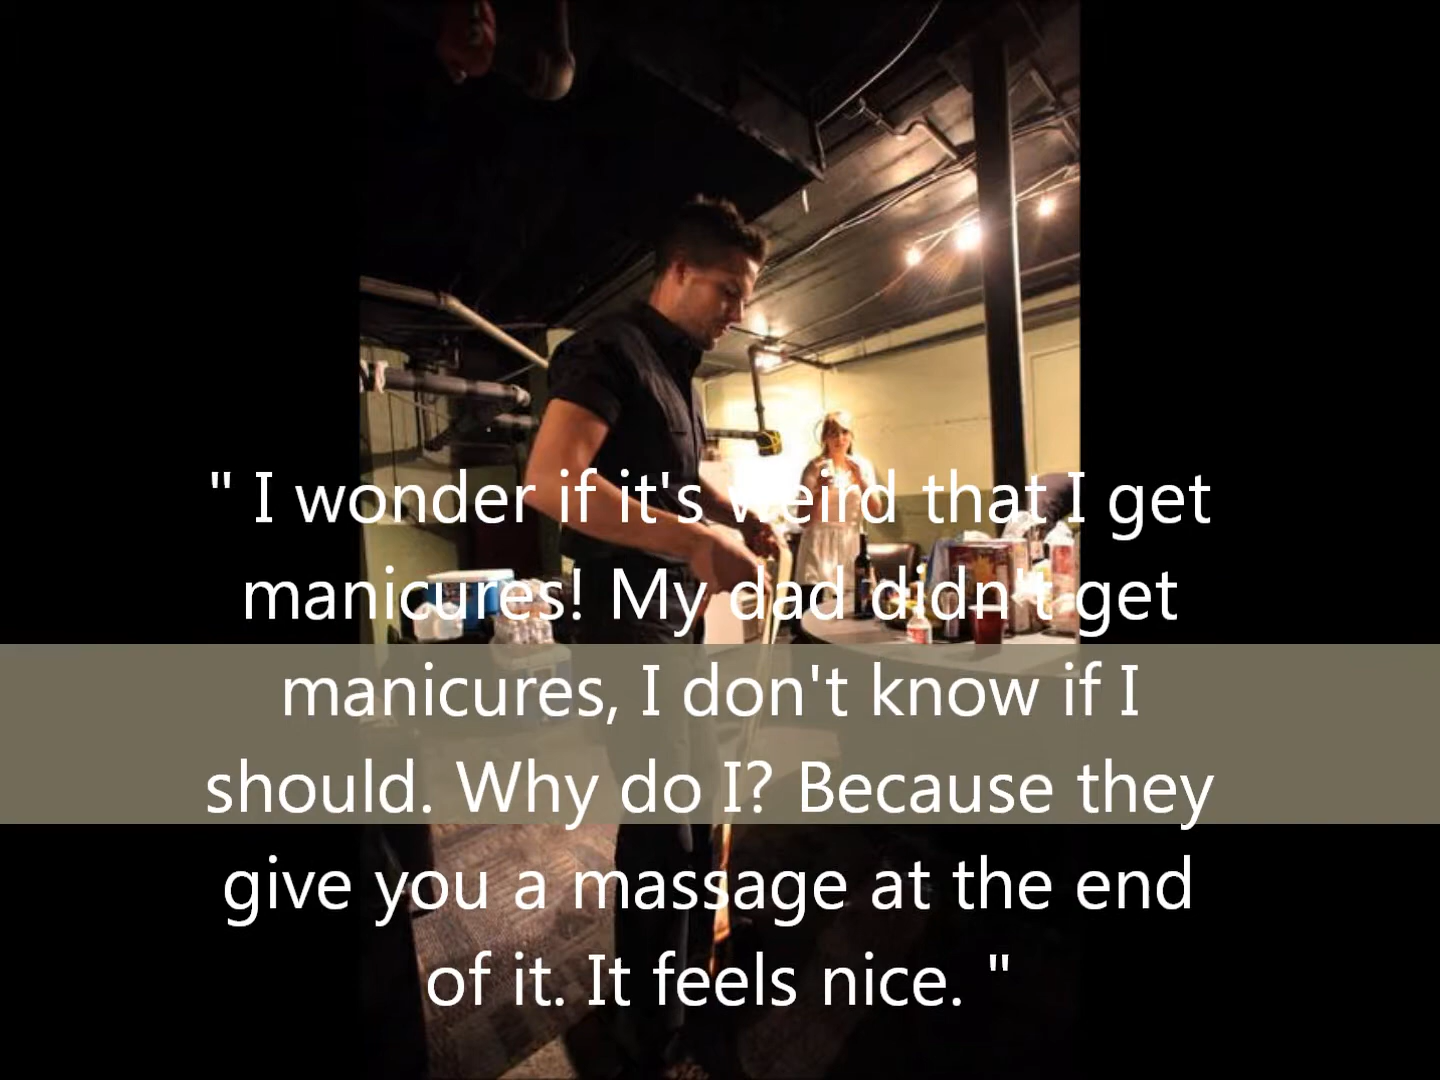 " I wonder if it's weird that I get
manicures! My dad didn't get
manicures, I don't know if I
should. Why do I? Because they
give you a massage at the end
of it. It feels nice. "